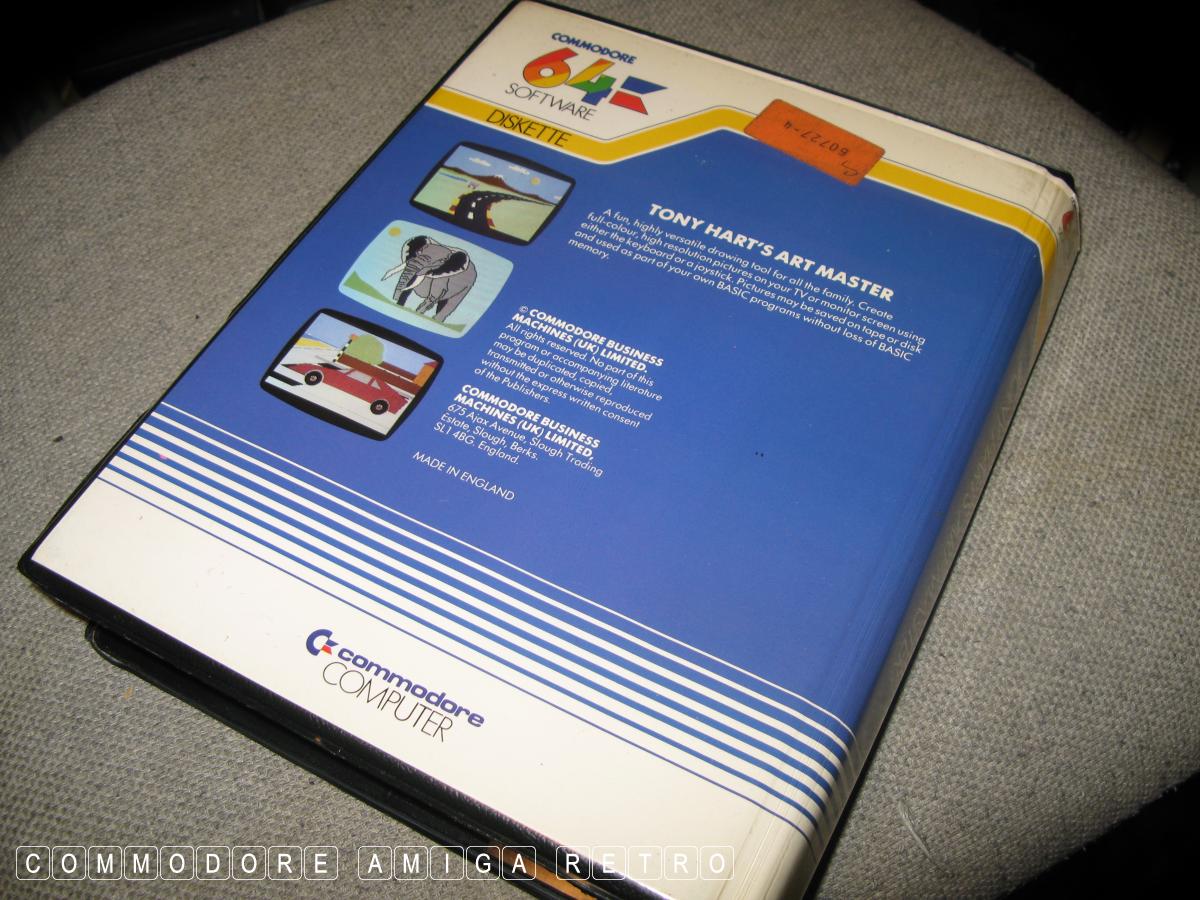 COMMODORE
64
SOFTWARE
DISKETTE
60727-4
TONY HART'S ART MASTER
A fun, highly versatile drawing tool for all the family. Create
full-colour, high resolution pictures on your TV or monitor screen using
either the keyboard or a joystick. Pictures may be saved on tape or disk
and used as part of your own BASIC programs without loss of BASIC
memory.
© COMMODORE BUSINESS
MACHINES (UK) LIMITED.
All rights reserved. No part of this
program or accompanying literature
may be duplicated, copied,
transmitted or otherwise reproduced
without the express written consent
of the Publishers.
COMMODORE BUSINESS
MACHINES (UK) LIMITED,
675 Ajax Avenue, Slough Trading
Estate, Slough, Berks.
SL1 4BG. England.
MADE IN ENGLAND
commodore
COMPUTER
COMMODORE AMIGA RETRO